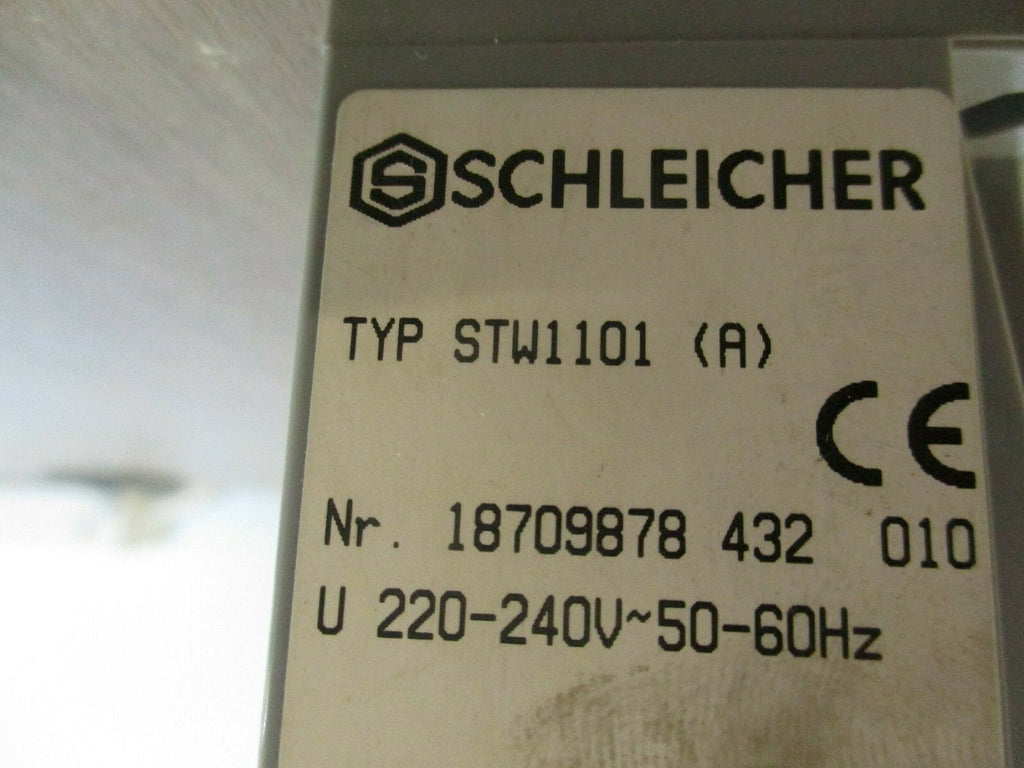 S SCHLEICHER
TYP STW1101 (A)
CE
Nr. 18709878 432 010
U 220-240V~50-60Hz